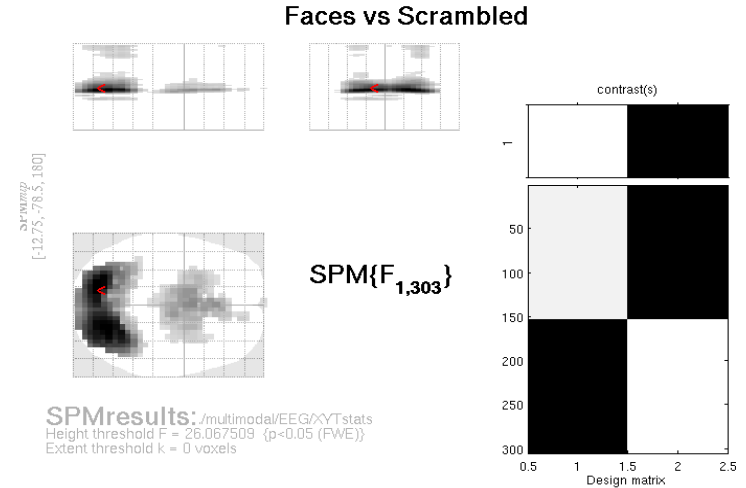 Faces vs Scrambled
SPMmip
[-12.75, -78.5, 180]
<
<
<
SPM{F1,303}
SPMresults: ./multimodal/EEG/XYTstats
Height threshold F = 26.067509 {p<0.05 (FWE)}
Extent threshold k = 0 voxels
contrast(s)
1
50
100
150
200
250
300
0.5 1 1.5 2 2.5
Design matrix